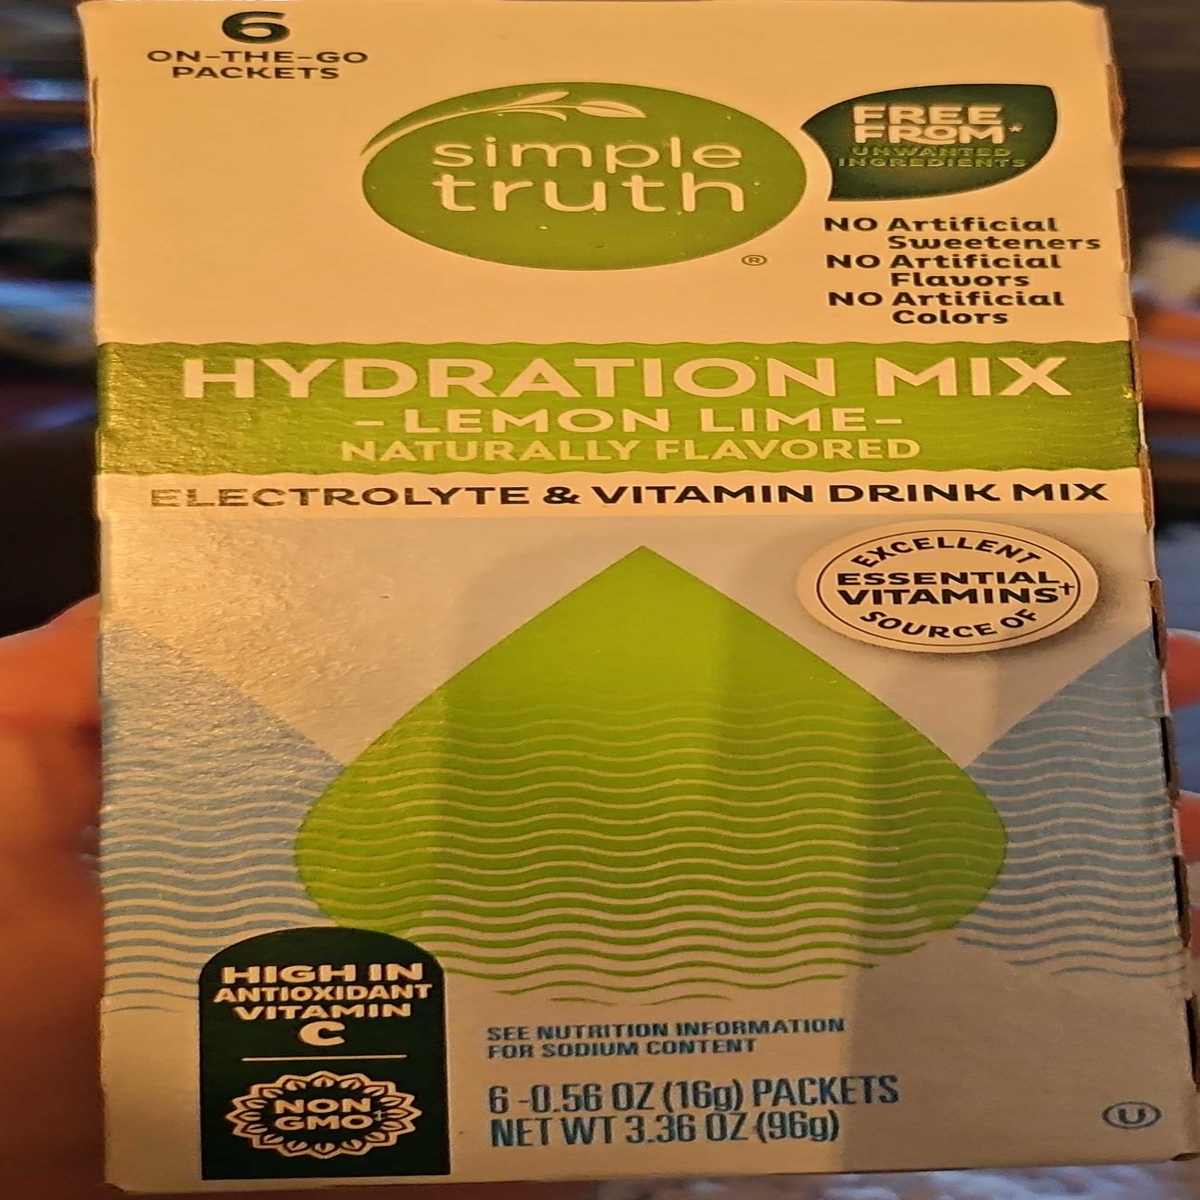 6
ON-THE-GO
PACKETS
simple
truth
®
FREE
FROM*
UNWANTED
INGREDIENTS
NO Artificial
Sweeteners
NO Artificial
Flavors
NO Artificial
Colors
HYDRATION MIX
-LEMON LIME-
NATURALLY FLAVORED
ELECTROLYTE & VITAMIN DRINK MIX
EXCELLENT
ESSENTIAL
VITAMINS†
SOURCE OF
HIGH IN
ANTIOXIDANT
VITAMIN
C
NON
GMO‡
SEE NUTRITION INFORMATION
FOR SODIUM CONTENT
6 -0.56 OZ (16g) PACKETS
NET WT 3.36 OZ (96g)
U